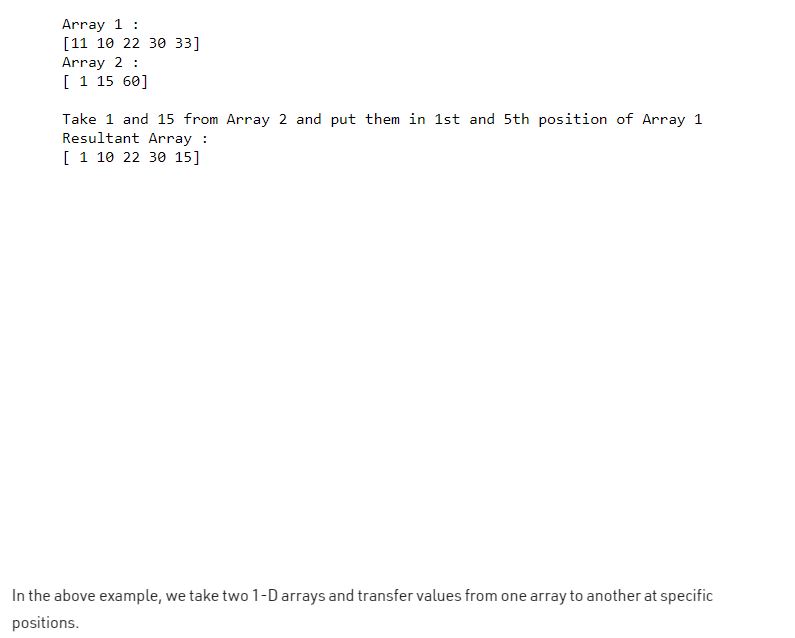 Array 1 :
[11 10 22 30 33]
Array 2 :
[ 1 15 60]
Take 1 and 15 from Array 2 and put them in 1st and 5th position of Array 1
Resultant Array :
[ 1 10 22 30 15]
In the above example, we take two 1-D arrays and transfer values from one array to another at specific
positions.